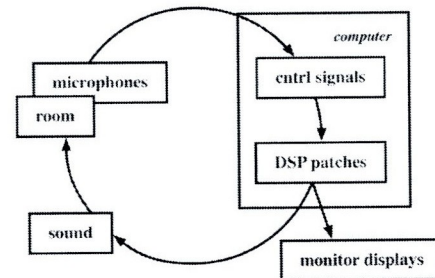 computer
microphones
cntrl signals
room
DSP patches
sound
monitor displays